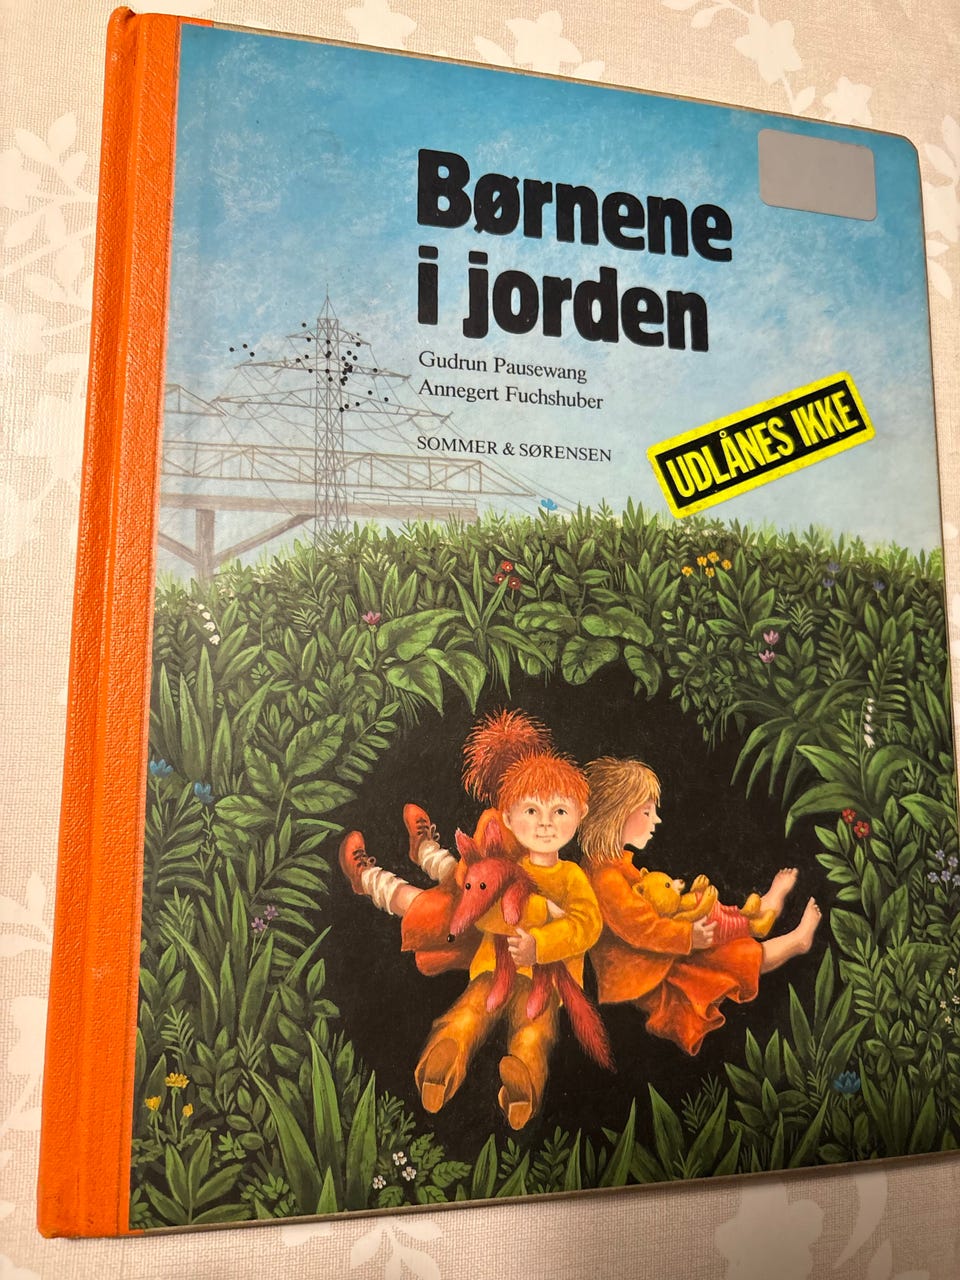 Børnene
i jorden
Gudrun Pausewang
Annegert Fuchshuber
SOMMER & SØRENSEN
UDLÅNES IKKE